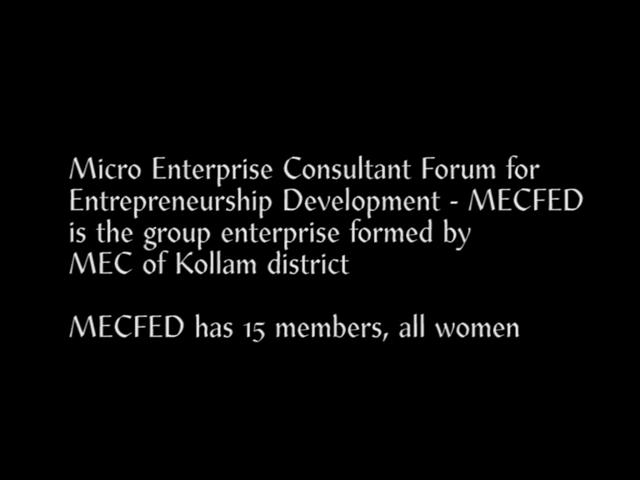 Micro Enterprise Consultant Forum for
Entrepreneurship Development - MECFED
is the group enterprise formed by
MEC of Kollam district
MECFED has 15 members, all women